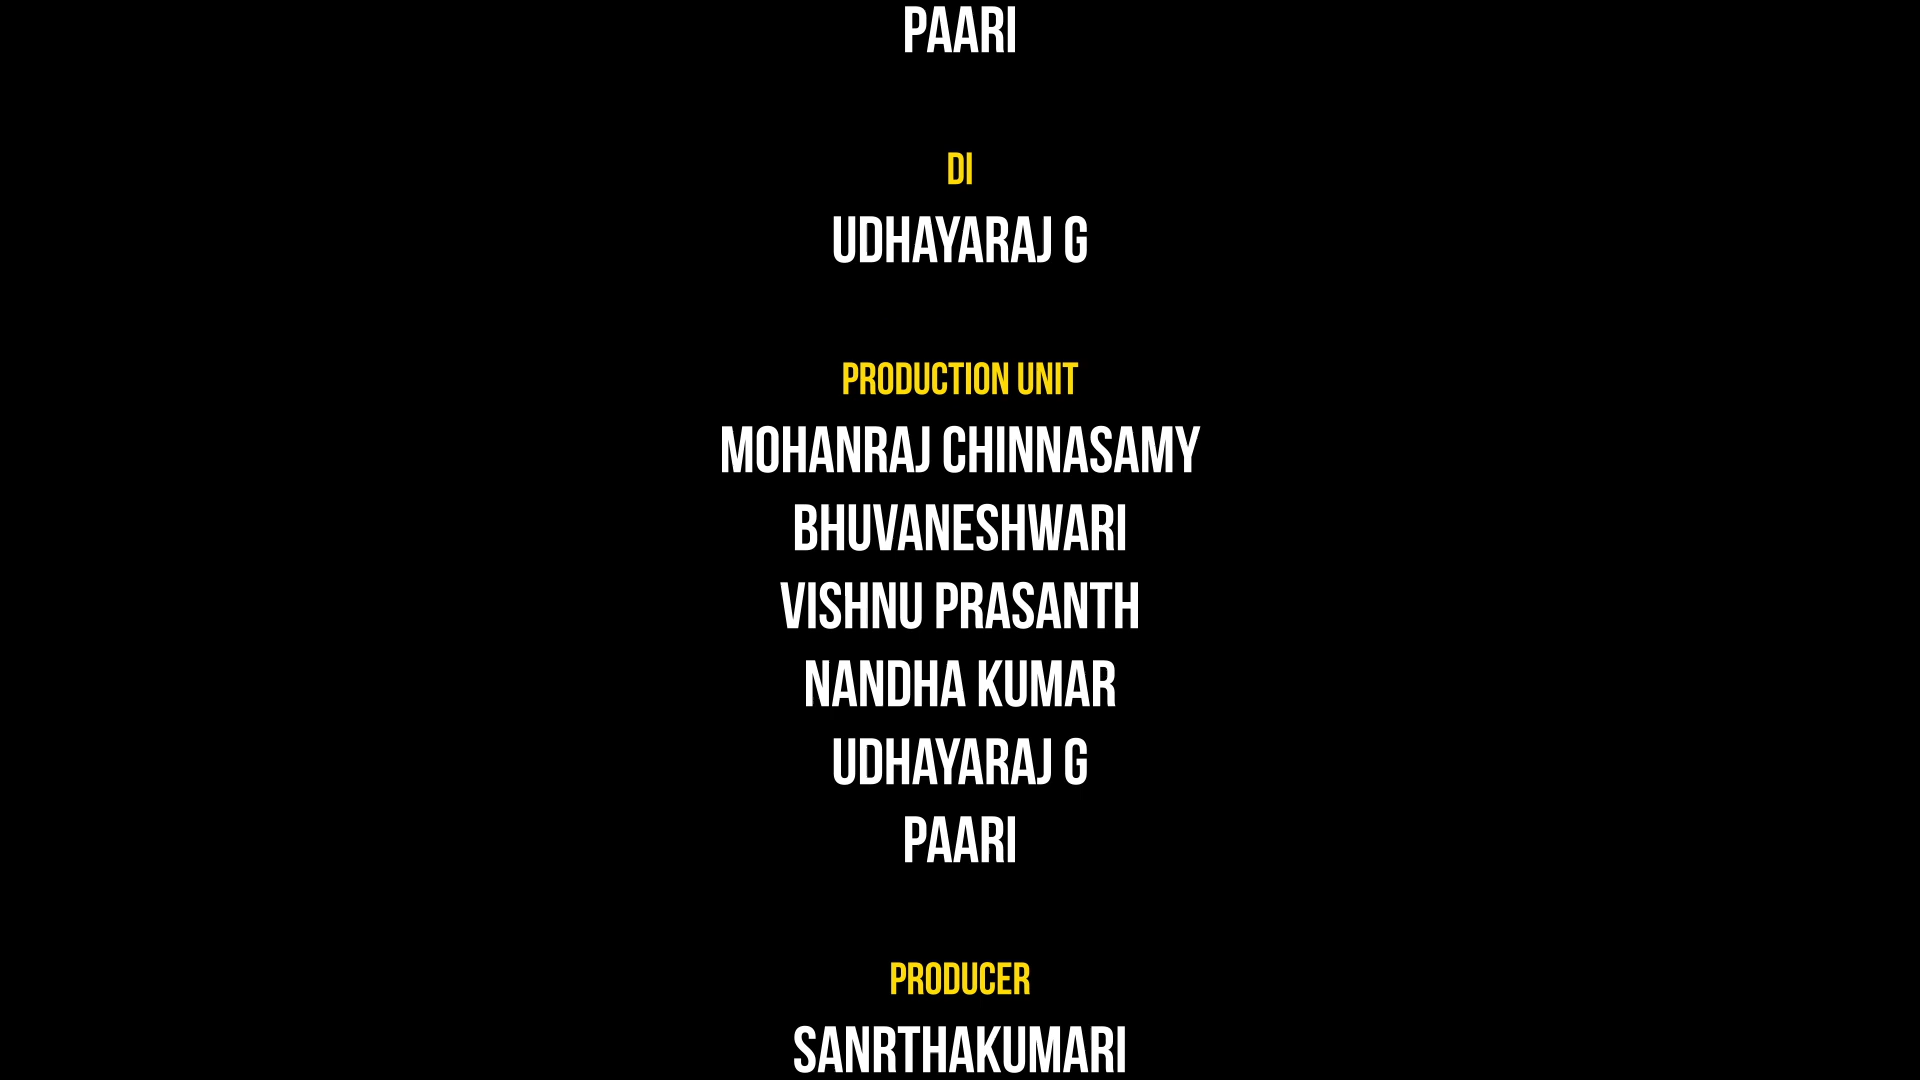 PAARI
DI
UDHAYARAJ G
PRODUCTION UNIT
MOHANRAJ CHINNASAMY
BHUVANESHWARI
VISHNU PRASANTH
NANDHA KUMAR
UDHAYARAJ G
PAARI
PRODUCER
SANRTHAKUMARI